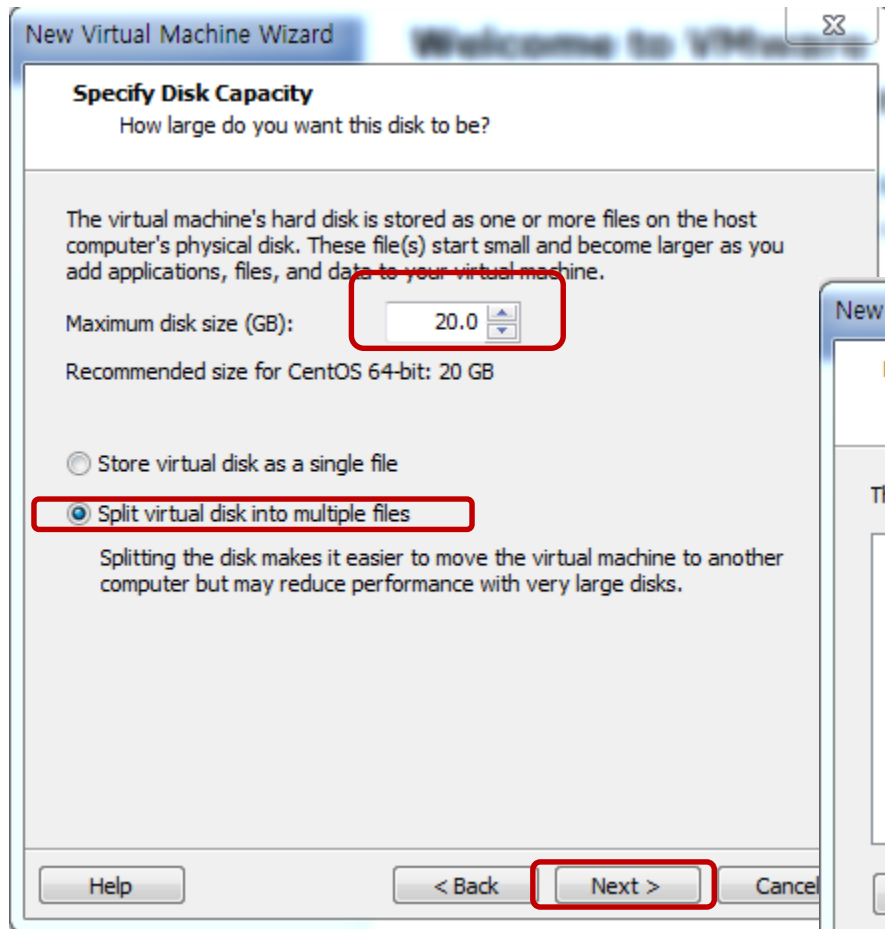 New Virtual Machine Wizard
Welcome to VMware
Specify Disk Capacity
How large do you want this disk to be?
The virtual machine's hard disk is stored as one or more files on the host
computer's physical disk. These file(s) start small and become larger as you
add applications, files, and data to your virtual machine.
Maximum disk size (GB):
20.0
Recommended size for CentOS 64-bit: 20 GB
Store virtual disk as a single file
Split virtual disk into multiple files
Splitting the disk makes it easier to move the virtual machine to another
computer but may reduce performance with very large disks.
Help
< Back
Next >
Cancel
New
Th